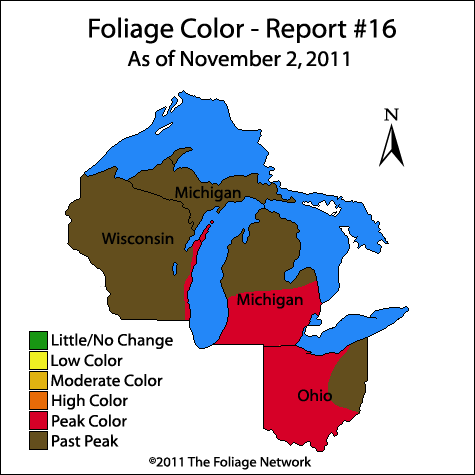 Foliage Color - Report #16
As of November 2, 2011
N
Michigan
Wisconsin
Michigan
Little/No Change
Low Color
Moderate Color
Ohio
High Color
Peak Color
Past Peak
©2011 The Foliage Network